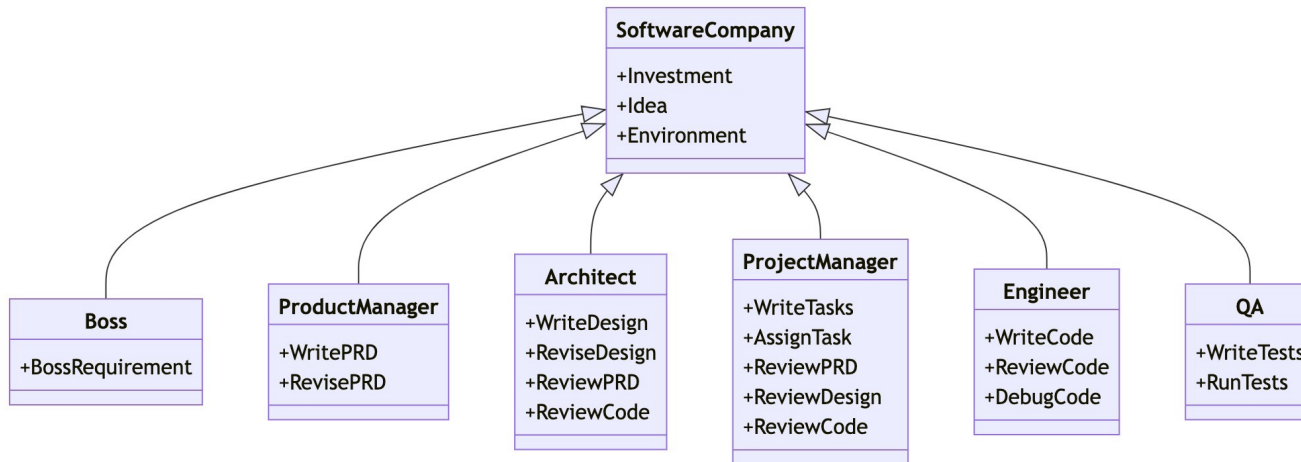 SoftwareCompany
+Investment
+Idea
+Environment
Boss
+BossRequirement
ProductManager
+WritePRD
+RevisePRD
Architect
+WriteDesign
+ReviseDesign
+ReviewPRD
+ReviewCode
ProjectManager
+WriteTasks
+AssignTask
+ReviewPRD
+ReviewDesign
+ReviewCode
Engineer
+WriteCode
+ReviewCode
+DebugCode
QA
+WriteTests
+RunTests